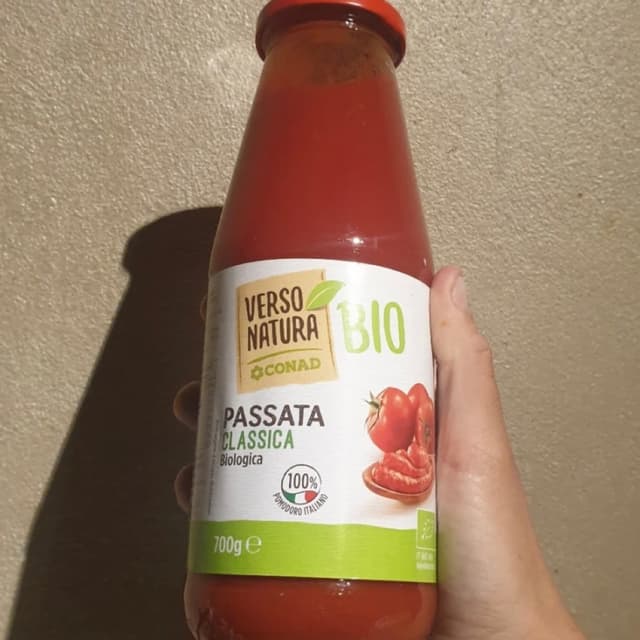 VERSO
NATURA
CONAD
BIO
PASSATA
CLASSICA
Biologica
100%
POMODORO ITALIANO
700g e